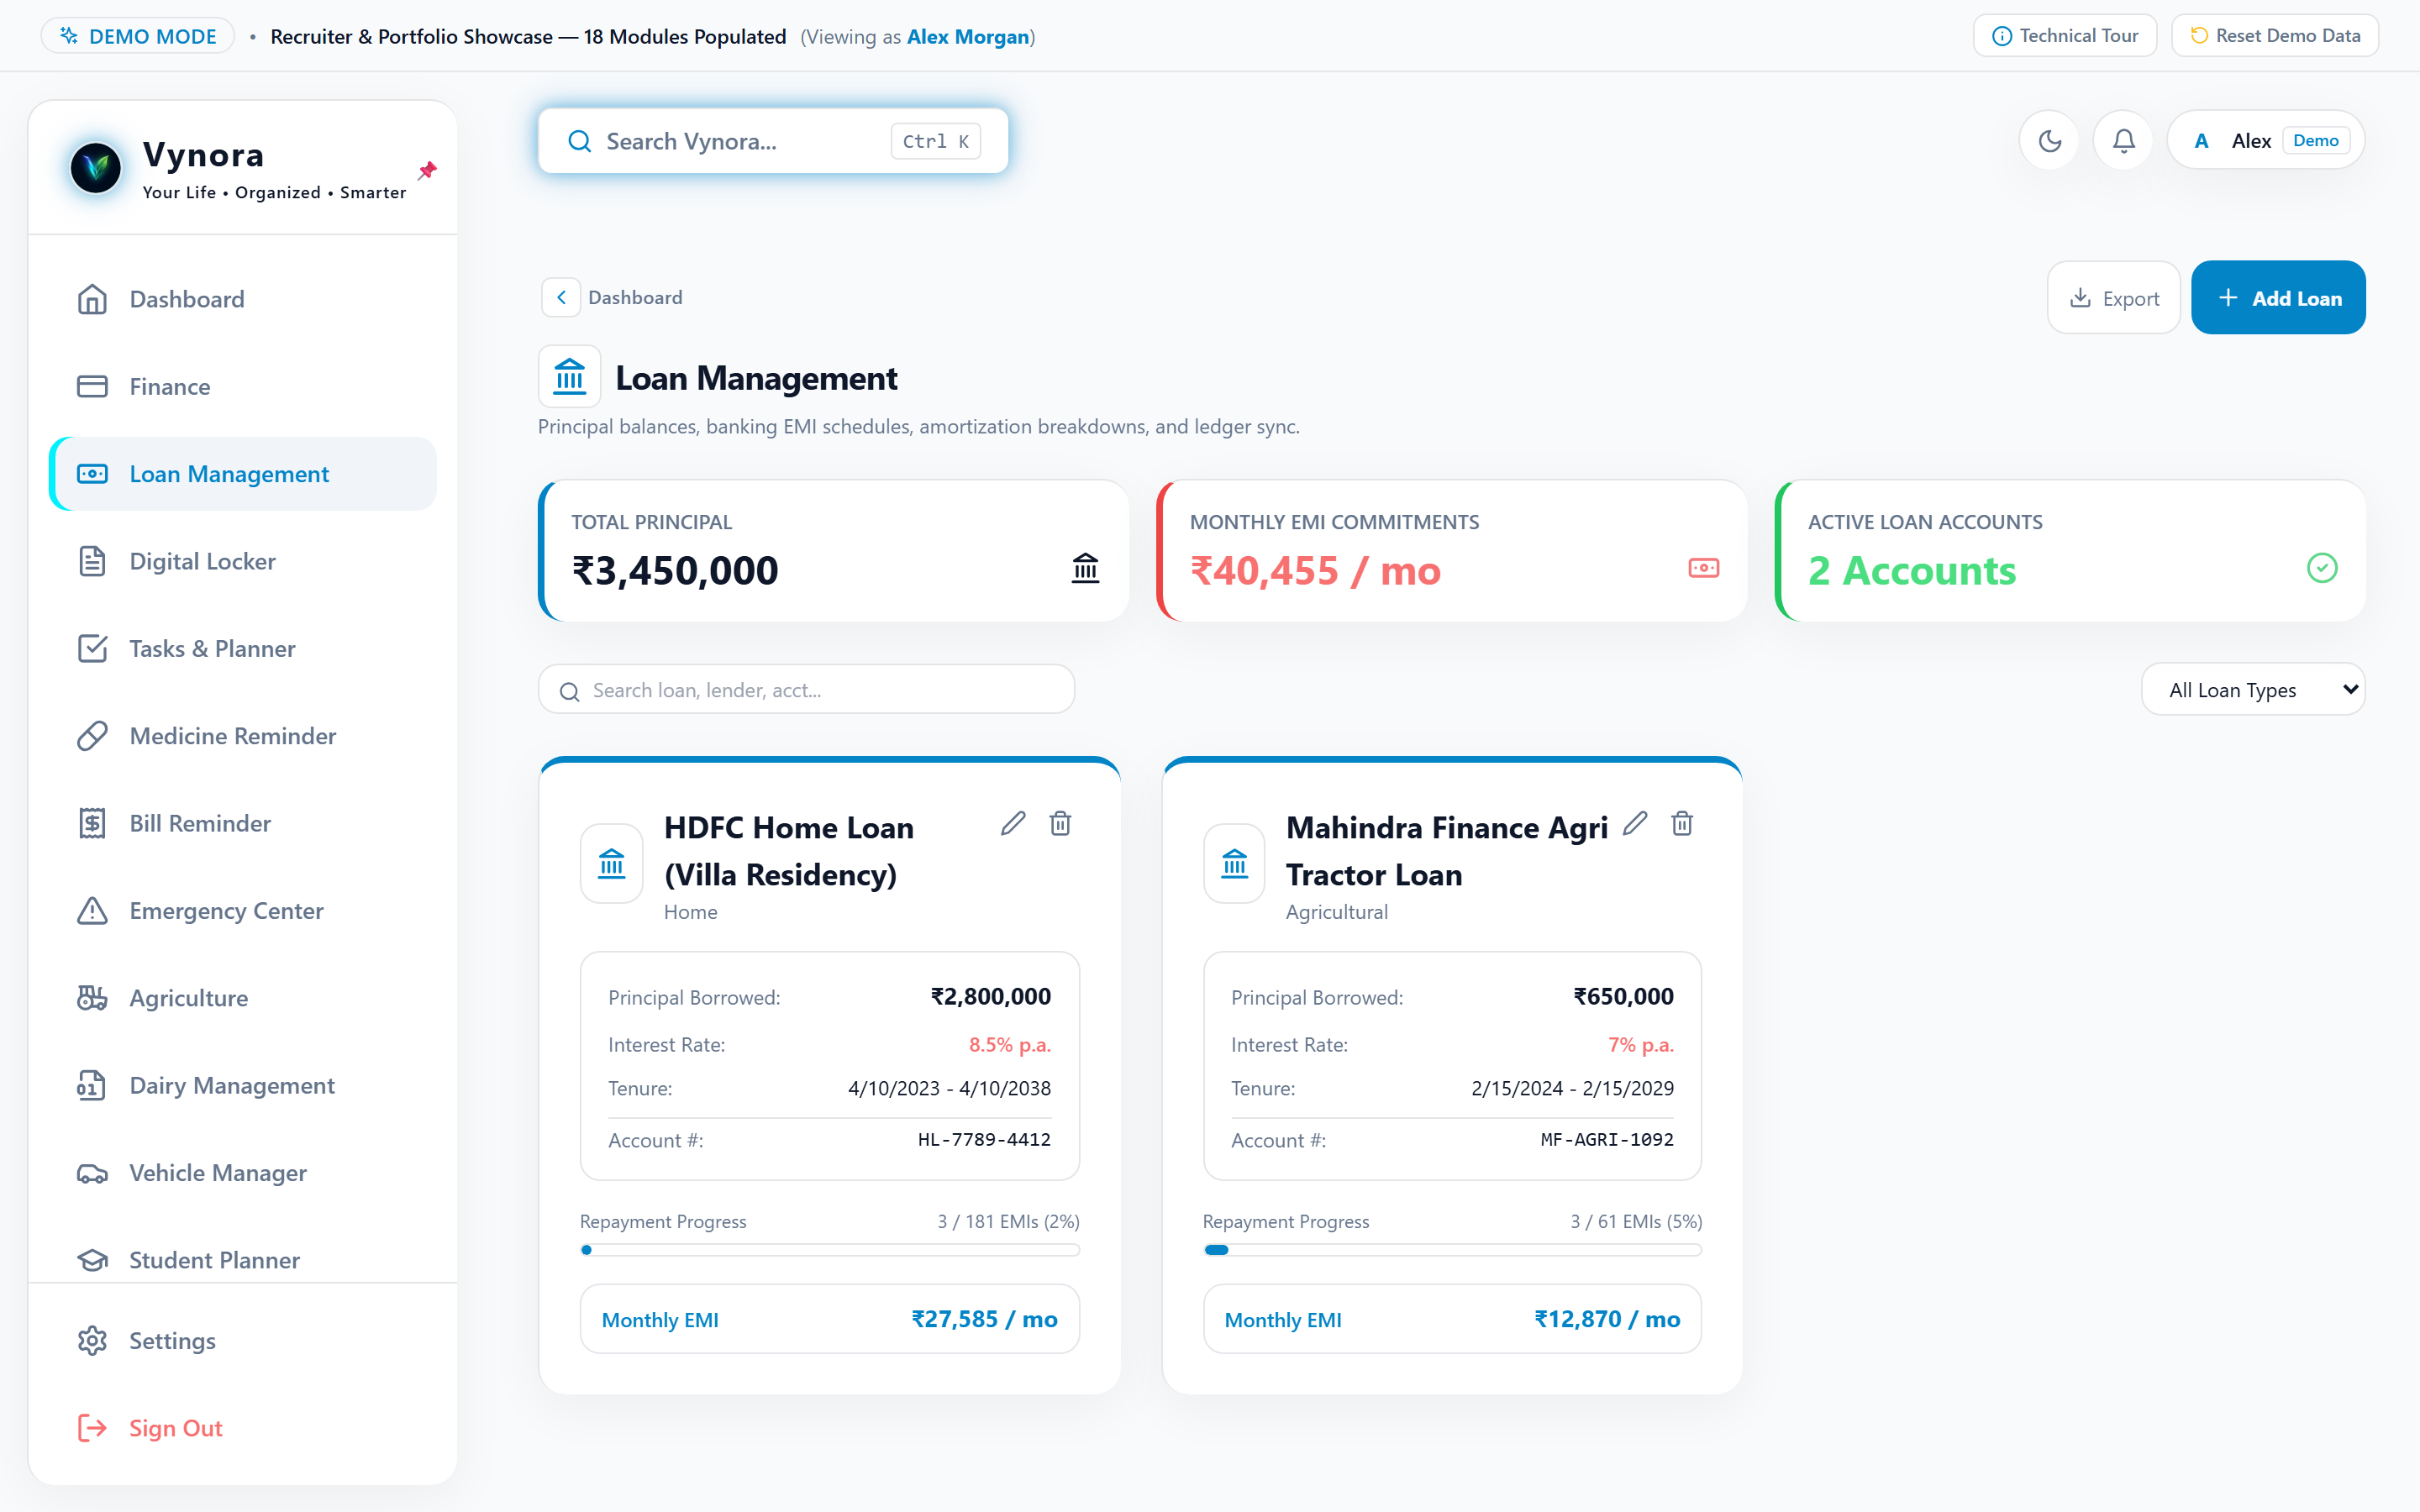 DEMO MODE • Recruiter & Portfolio Showcase — 18 Modules Populated (Viewing as Alex Morgan)
Technical Tour
Reset Demo Data
Vynora
Your Life • Organized • Smarter
Dashboard
Finance
Loan Management
Digital Locker
Tasks & Planner
Medicine Reminder
Bill Reminder
Emergency Center
Agriculture
Dairy Management
Vehicle Manager
Student Planner
Settings
Sign Out
Search Vynora... Ctrl K
A Alex Demo
Dashboard
Export
Add Loan
Loan Management
Principal balances, banking EMI schedules, amortization breakdowns, and ledger sync.
TOTAL PRINCIPAL
₹3,450,000
MONTHLY EMI COMMITMENTS
₹40,455 / mo
ACTIVE LOAN ACCOUNTS
2 Accounts
Search loan, lender, acct...
All Loan Types
HDFC Home Loan
(Villa Residency)
Home
Principal Borrowed: ₹2,800,000
Interest Rate: 8.5% p.a.
Tenure: 4/10/2023 - 4/10/2038
Account #: HL-7789-4412
Repayment Progress 3 / 181 EMIs (2%)
Monthly EMI ₹27,585 / mo
Mahindra Finance Agri
Tractor Loan
Agricultural
Principal Borrowed: ₹650,000
Interest Rate: 7% p.a.
Tenure: 2/15/2024 - 2/15/2029
Account #: MF-AGRI-1092
Repayment Progress 3 / 61 EMIs (5%)
Monthly EMI ₹12,870 / mo